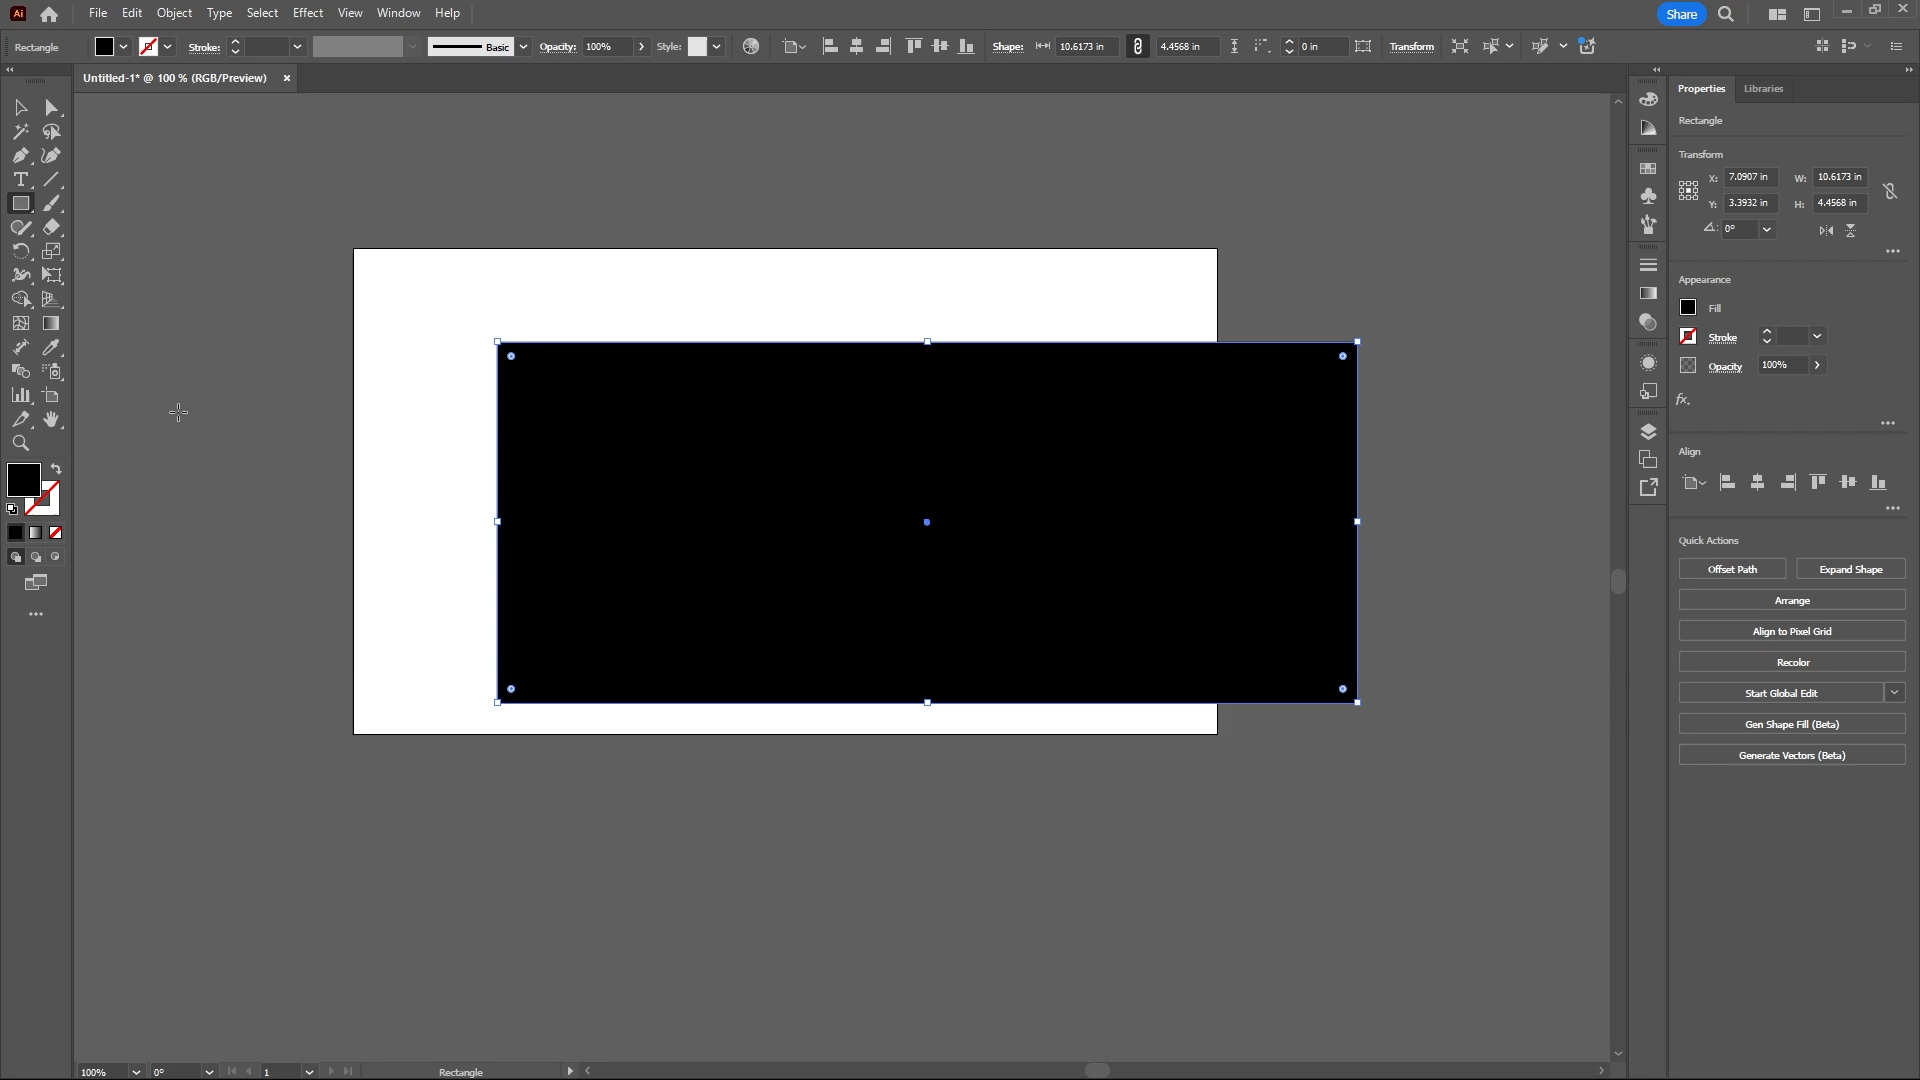 Ai File Edit Object Type Select Effect View Window Help Share
Rectangle Stroke: Basic Opacity: 100% Style: Shape: 10.6173 in 4.4568 in 0 in Transform
Untitled-1* @ 100 % (RGB/Preview) ×
Properties Libraries
Rectangle
Transform
X: 7.0907 in W: 10.6173 in
Y: 3.3932 in H: 4.4568 in
0°
Appearance
Fill
Stroke
Opacity 100%
fx.
Align
Quick Actions
Offset Path Expand Shape
Arrange
Align to Pixel Grid
Recolor
Start Global Edit
Gen Shape Fill (Beta)
Generate Vectors (Beta)
100% 0° 1 Rectangle